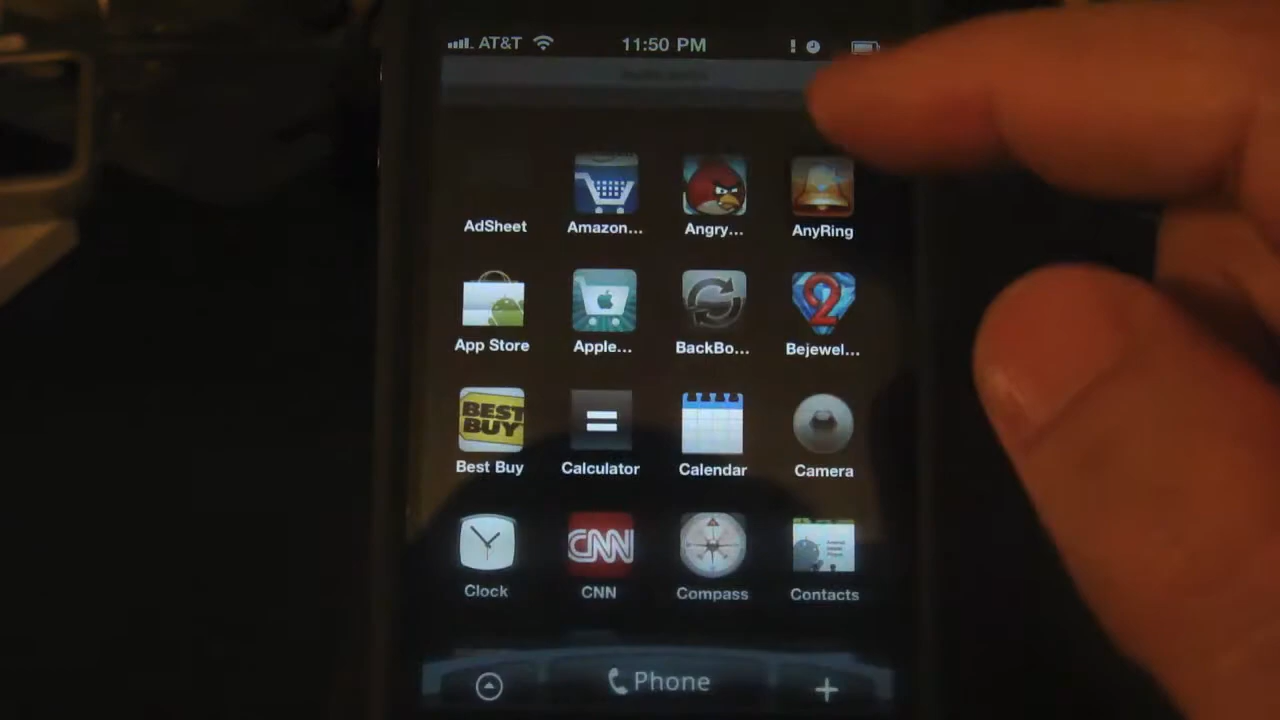 AT&T 11:50 PM
AdSheet Amazon... Angry... AnyRing
App Store Apple... BackBo... Bejewel...
2
BEST BUY
Best Buy Calculator Calendar Camera
CNN
Clock CNN Compass Contacts
Phone